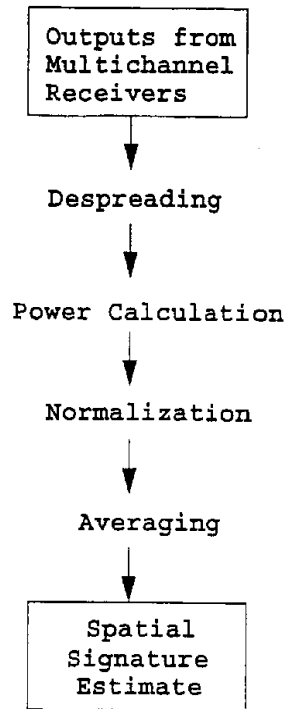 Outputs from
Multichannel
Receivers
Despreading
Power Calculation
Normalization
Averaging
Spatial
Signature
Estimate